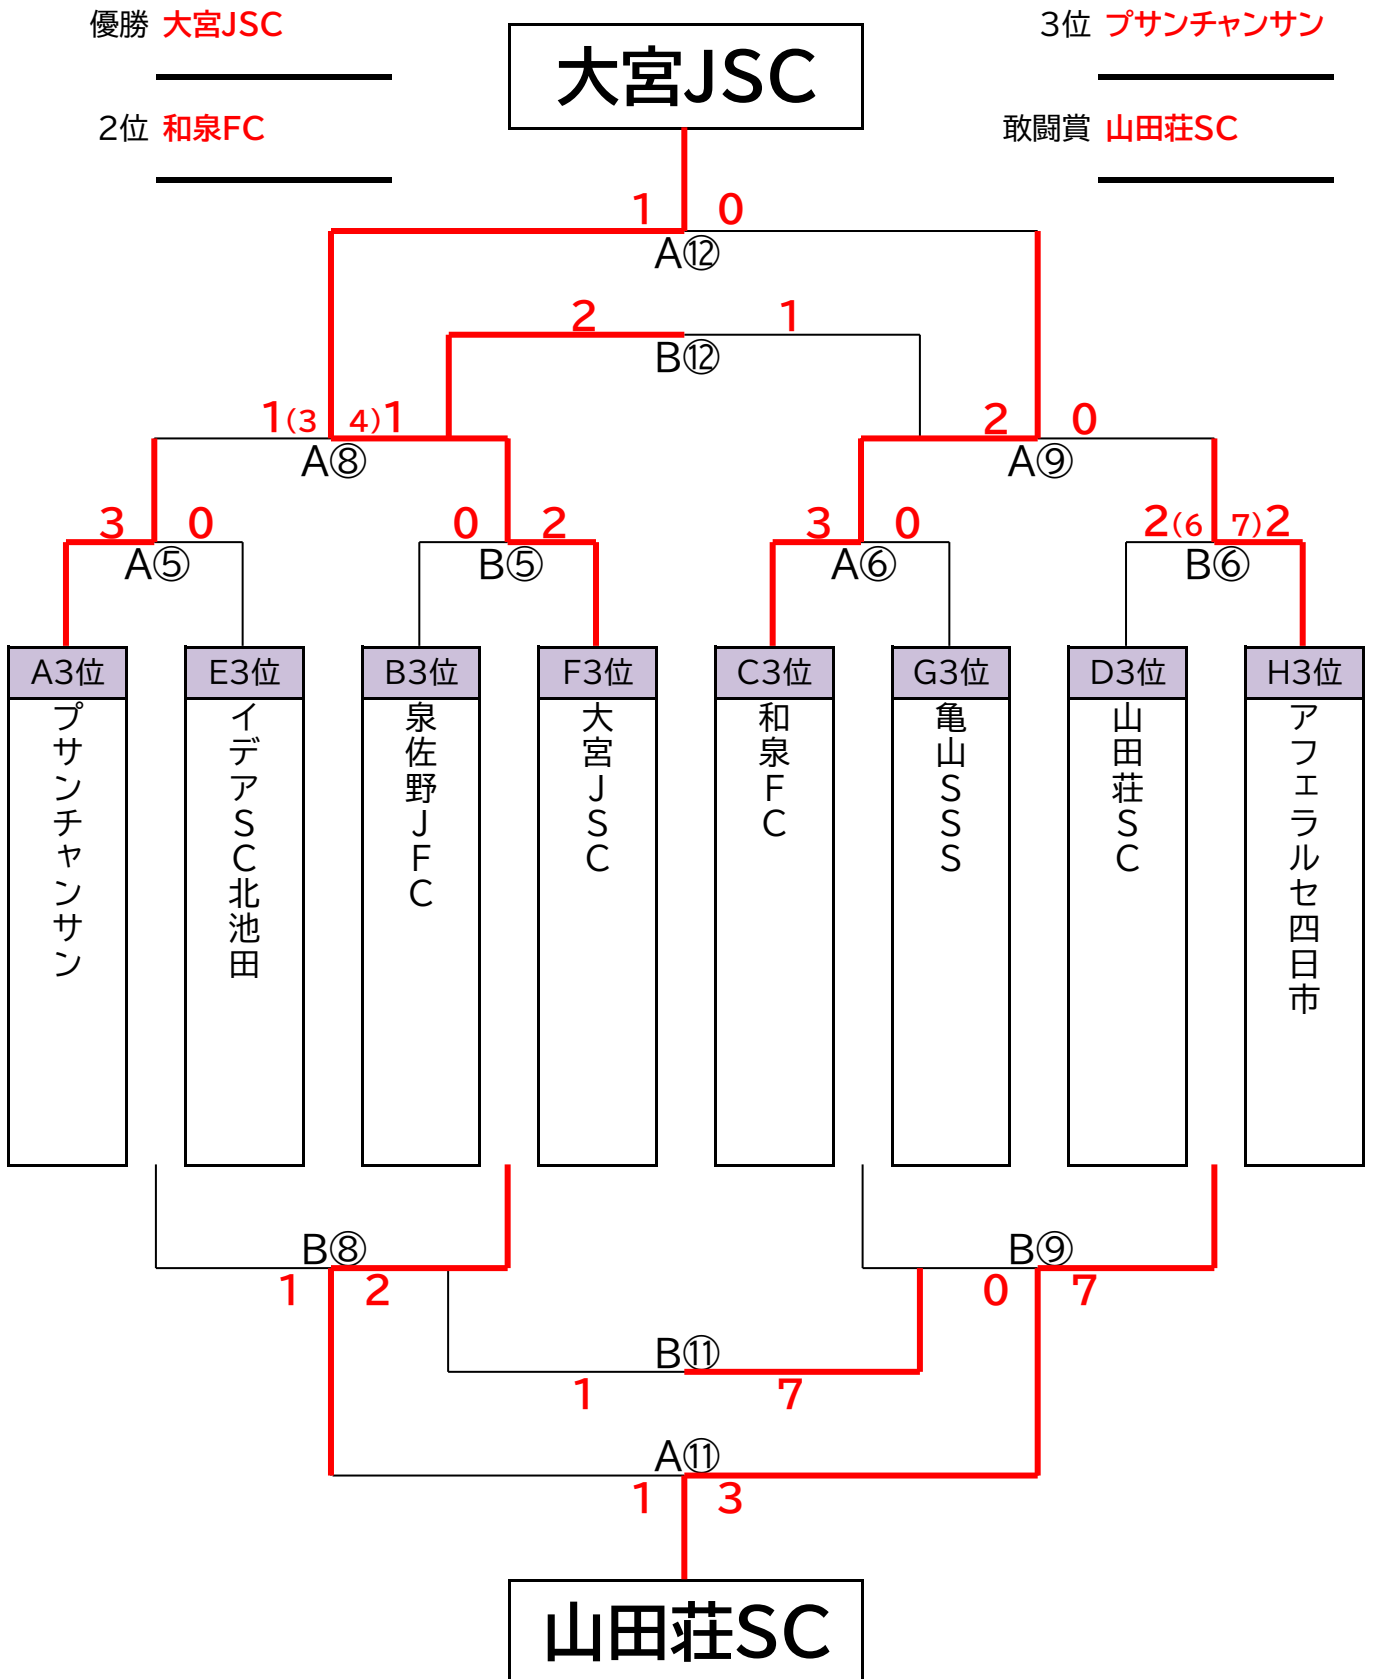 優勝 大宮JSC
3位 プサンチャンサン
大宮JSC
2位 和泉FC
敢闘賞 山田荘SC
1 0
A⑫
2 1
B⑫
1(3 4)1
2 0
A⑧
A⑨
3 0
0 2
3 0
2(6 7)2
A⑤
B⑤
A⑥
B⑥
A3位
E3位
B3位
F3位
C3位
G3位
D3位
H3位
プサンチャンサン
イデアSC北池田
泉佐野JFC
大宮JSC
和泉FC
亀山SSS
山田荘SC
アフェラルセ四日市
B⑧
B⑨
1 2
0 7
B⑪
1 7
A⑪
1 3
山田荘SC